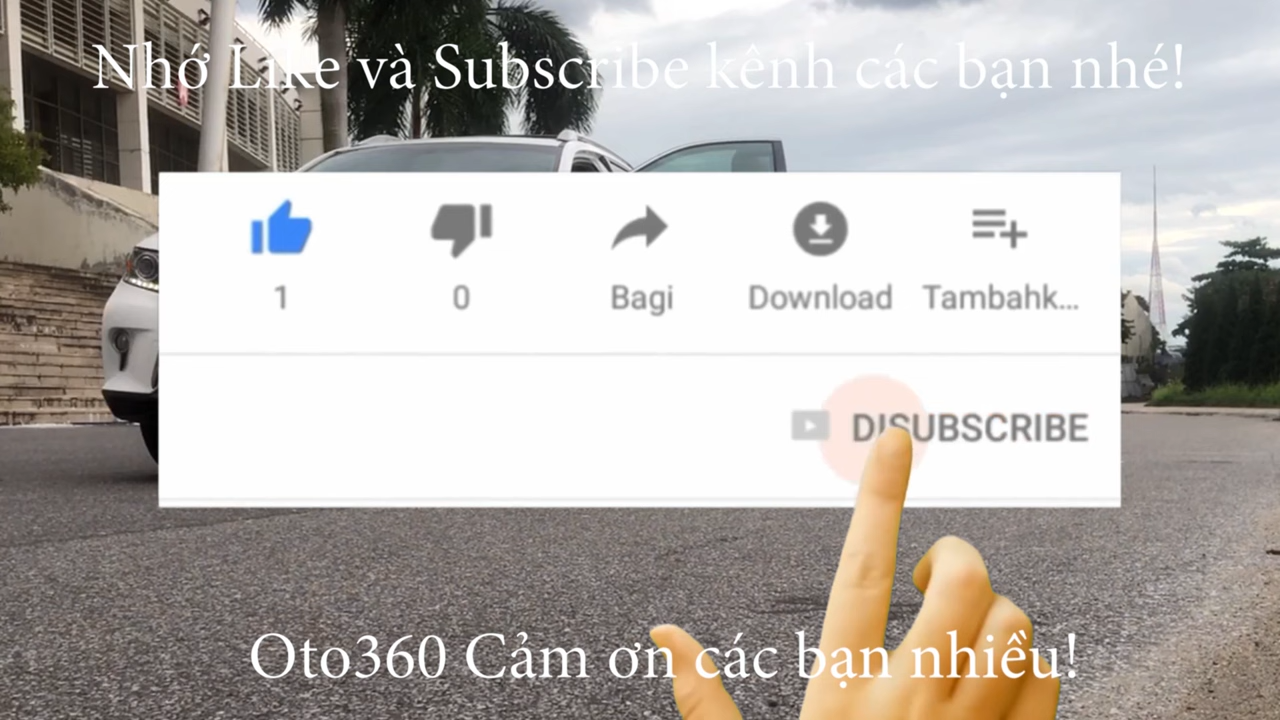 Nhớ Like và Subscribe kênh các bạn nhé!
1 0 Bagi Download Tambahk...
DISUBSCRIBE
Oto360 Cảm ơn các bạn nhiều!